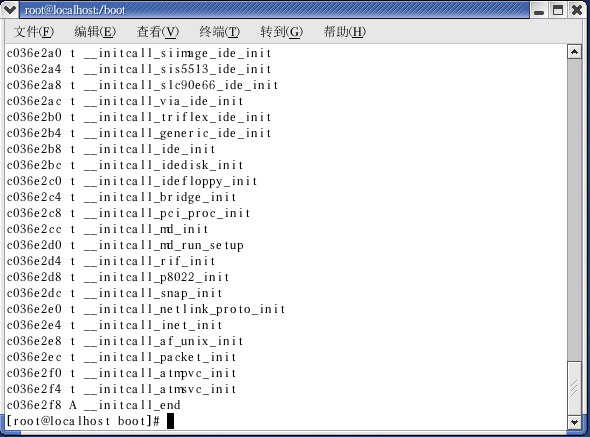 root@localhost:/boot
文件(F) 编辑(E) 查看(V) 终端(T) 转到(G) 帮助(H)
c036e2a0 t __initcall_siimage_ide_init
c036e2a4 t __initcall_sis5513_ide_init
c036e2a8 t __initcall_slc90e66_ide_init
c036e2ac t __initcall_via_ide_init
c036e2b0 t __initcall_triflex_ide_init
c036e2b4 t __initcall_generic_ide_init
c036e2b8 t __initcall_ide_init
c036e2bc t __initcall_idedisk_init
c036e2c0 t __initcall_idefloppy_init
c036e2c4 t __initcall_bridge_init
c036e2c8 t __initcall_pci_proc_init
c036e2cc t __initcall_md_init
c036e2d0 t __initcall_md_run_setup
c036e2d4 t __initcall_rif_init
c036e2d8 t __initcall_p8022_init
c036e2dc t __initcall_snap_init
c036e2e0 t __initcall_netlink_proto_init
c036e2e4 t __initcall_inet_init
c036e2e8 t __initcall_af_unix_init
c036e2ec t __initcall_packet_init
c036e2f0 t __initcall_atmpvc_init
c036e2f4 t __initcall_atmsvc_init
c036e2f8 A __initcall_end
[root@localhost boot]#